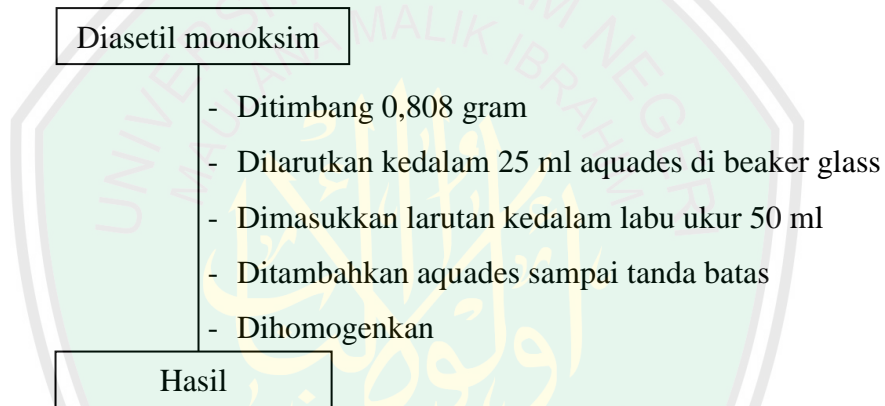 Diasetil monoksim
- Ditimbang 0,808 gram
- Dilarutkan kedalam 25 ml aquades di beaker glass
- Dimasukkan larutan kedalam labu ukur 50 ml
- Ditambahkan aquades sampai tanda batas
- Dihomogenkan
Hasil